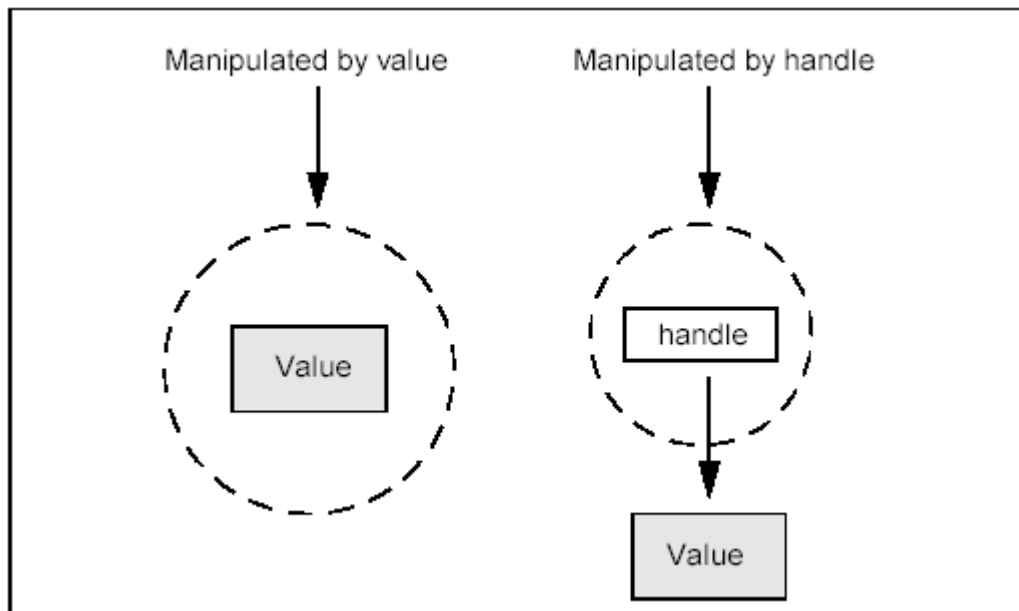 Manipulated by value
Manipulated by handle
Value
handle
Value